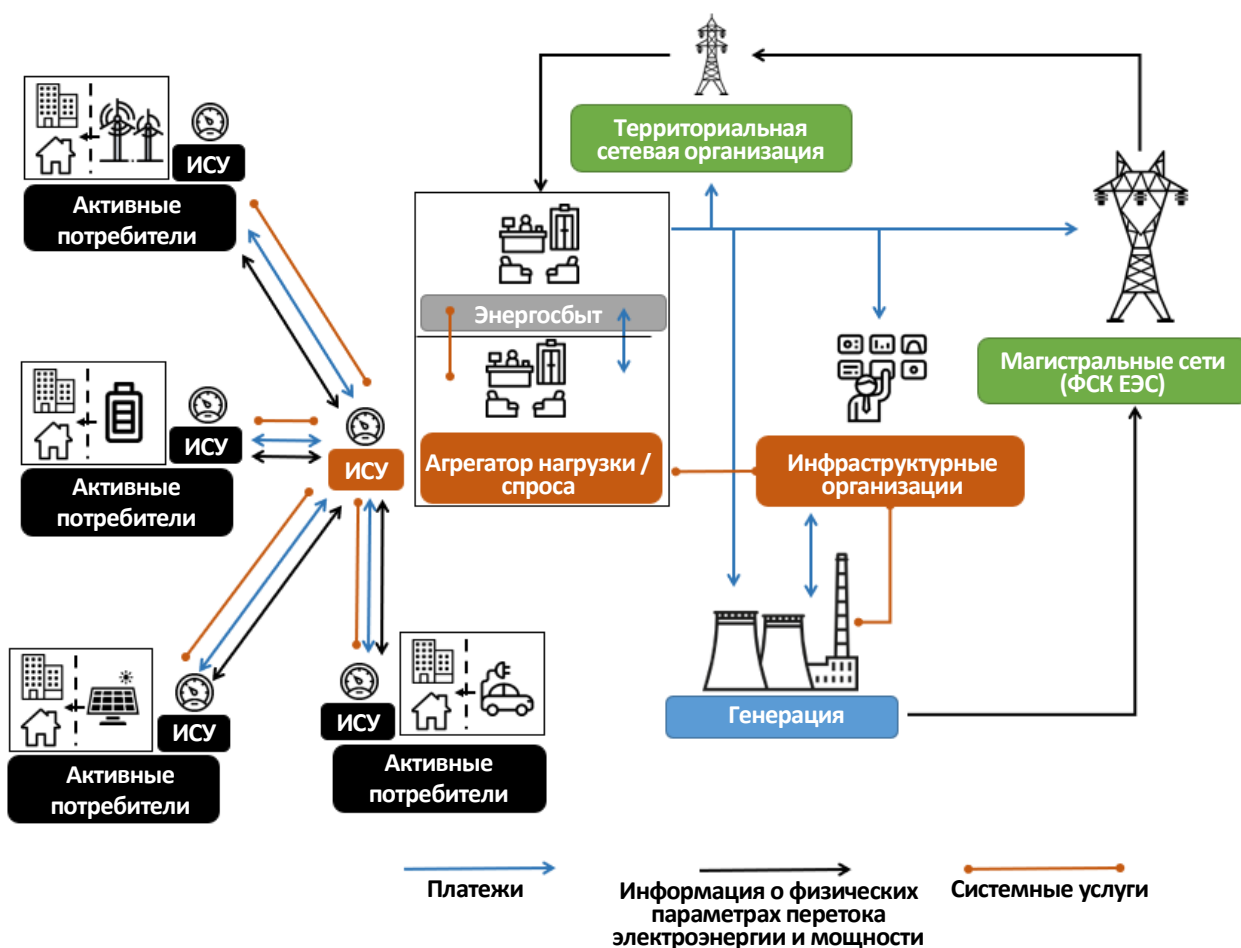 Территориальная
сетевая организация
ИСУ
Активные
потребители
Энергосбыт
Магистральные сети
(ФСК ЕЭС)
ИСУ
Активные
потребители
ИСУ
Агрегатор нагрузки /
спроса
Инфраструктурные
организации
ИСУ
Активные
потребители
ИСУ
Активные
потребители
Генерация
Платежи
Информация о физических
параметрах перетока
электроэнергии и мощности
Системные услуги